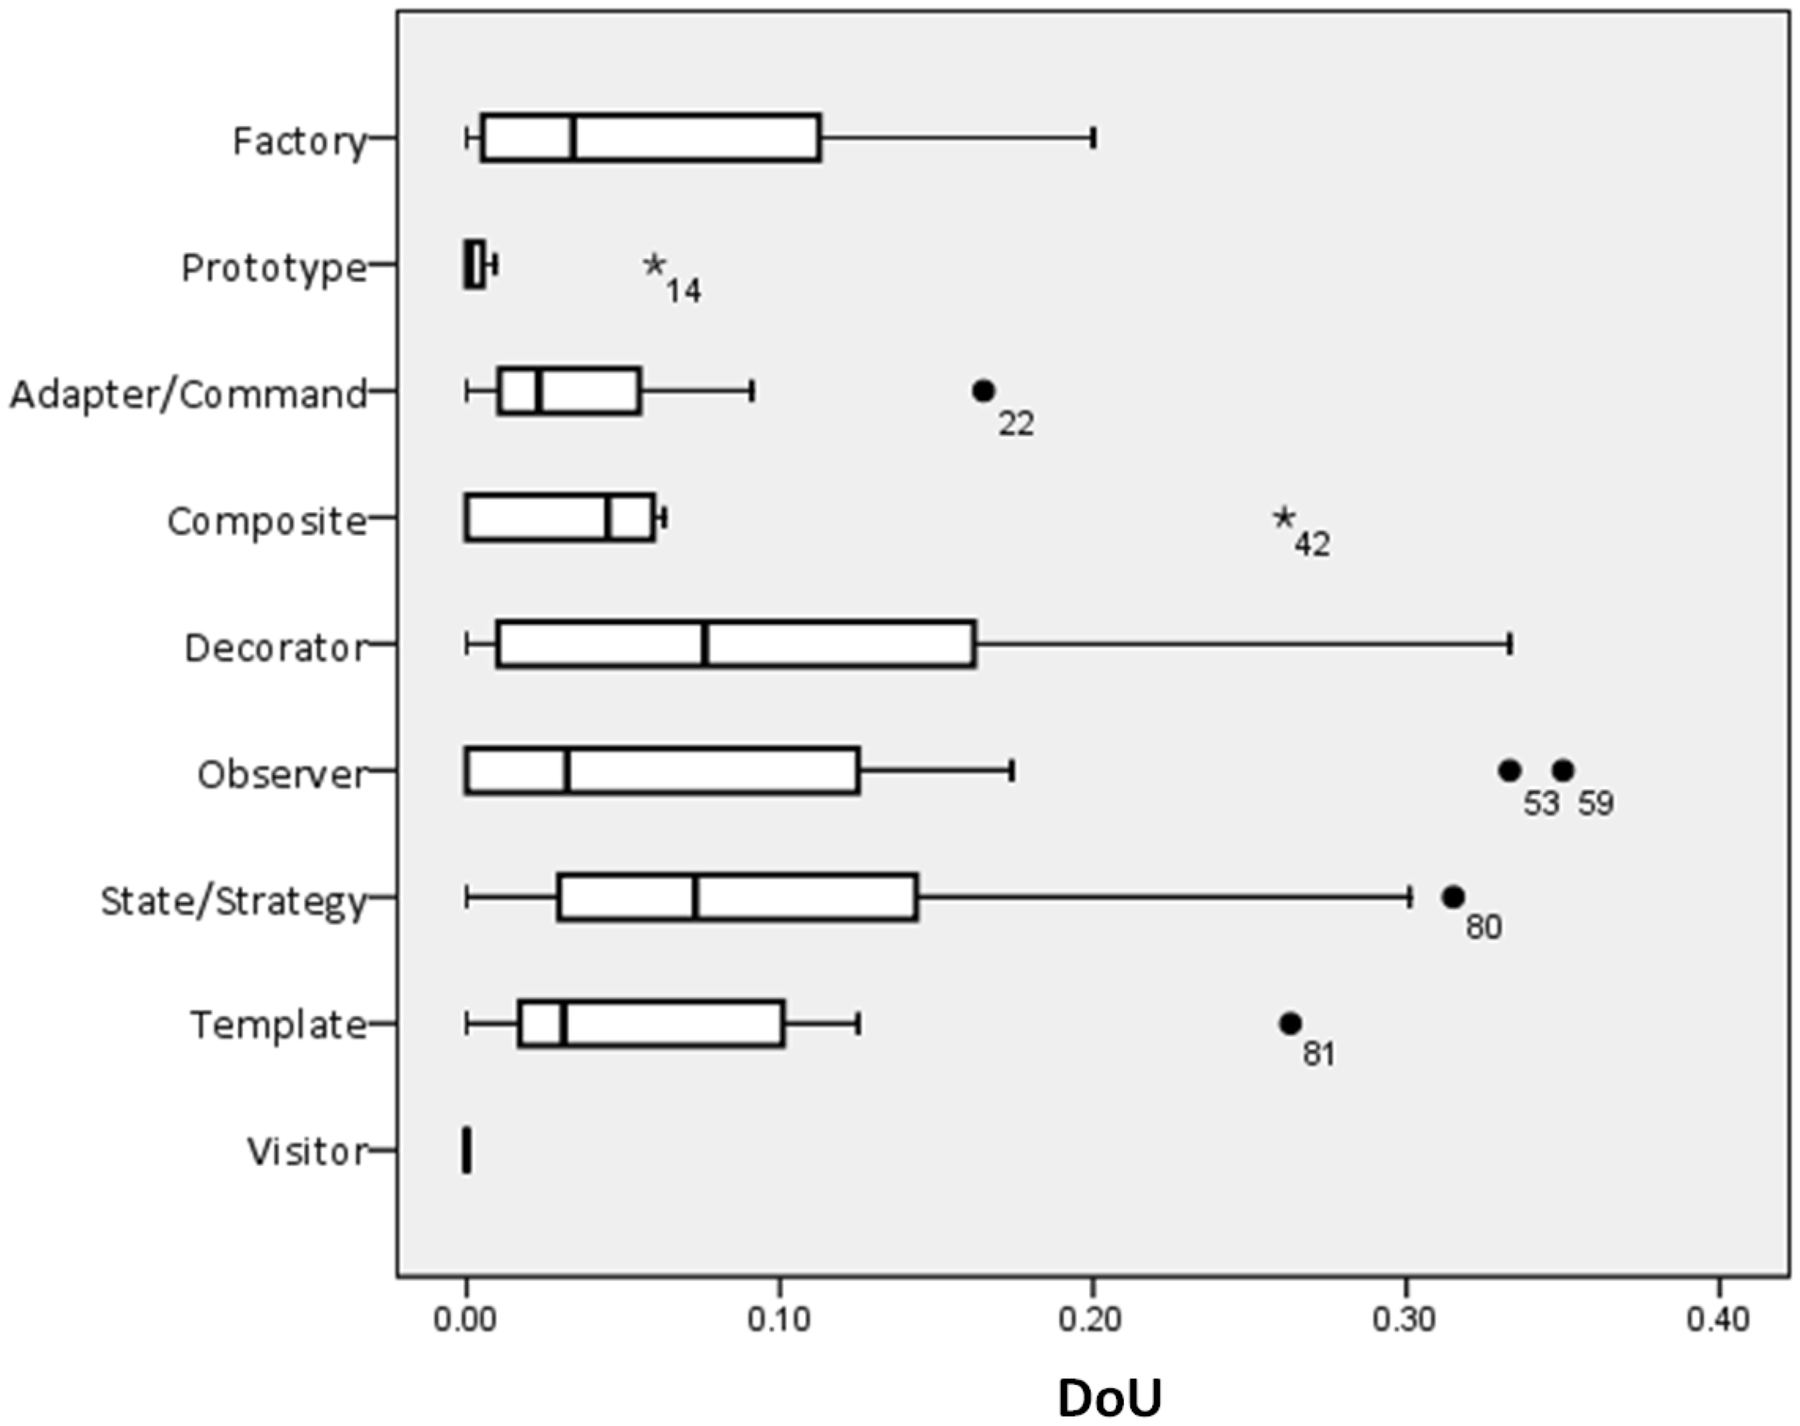 Factory
Prototype
*14
Adapter/Command
22
Composite
*42
Decorator
Observer
53 59
State/Strategy
80
Template
81
Visitor
0.00 0.10 0.20 0.30 0.40
DoU